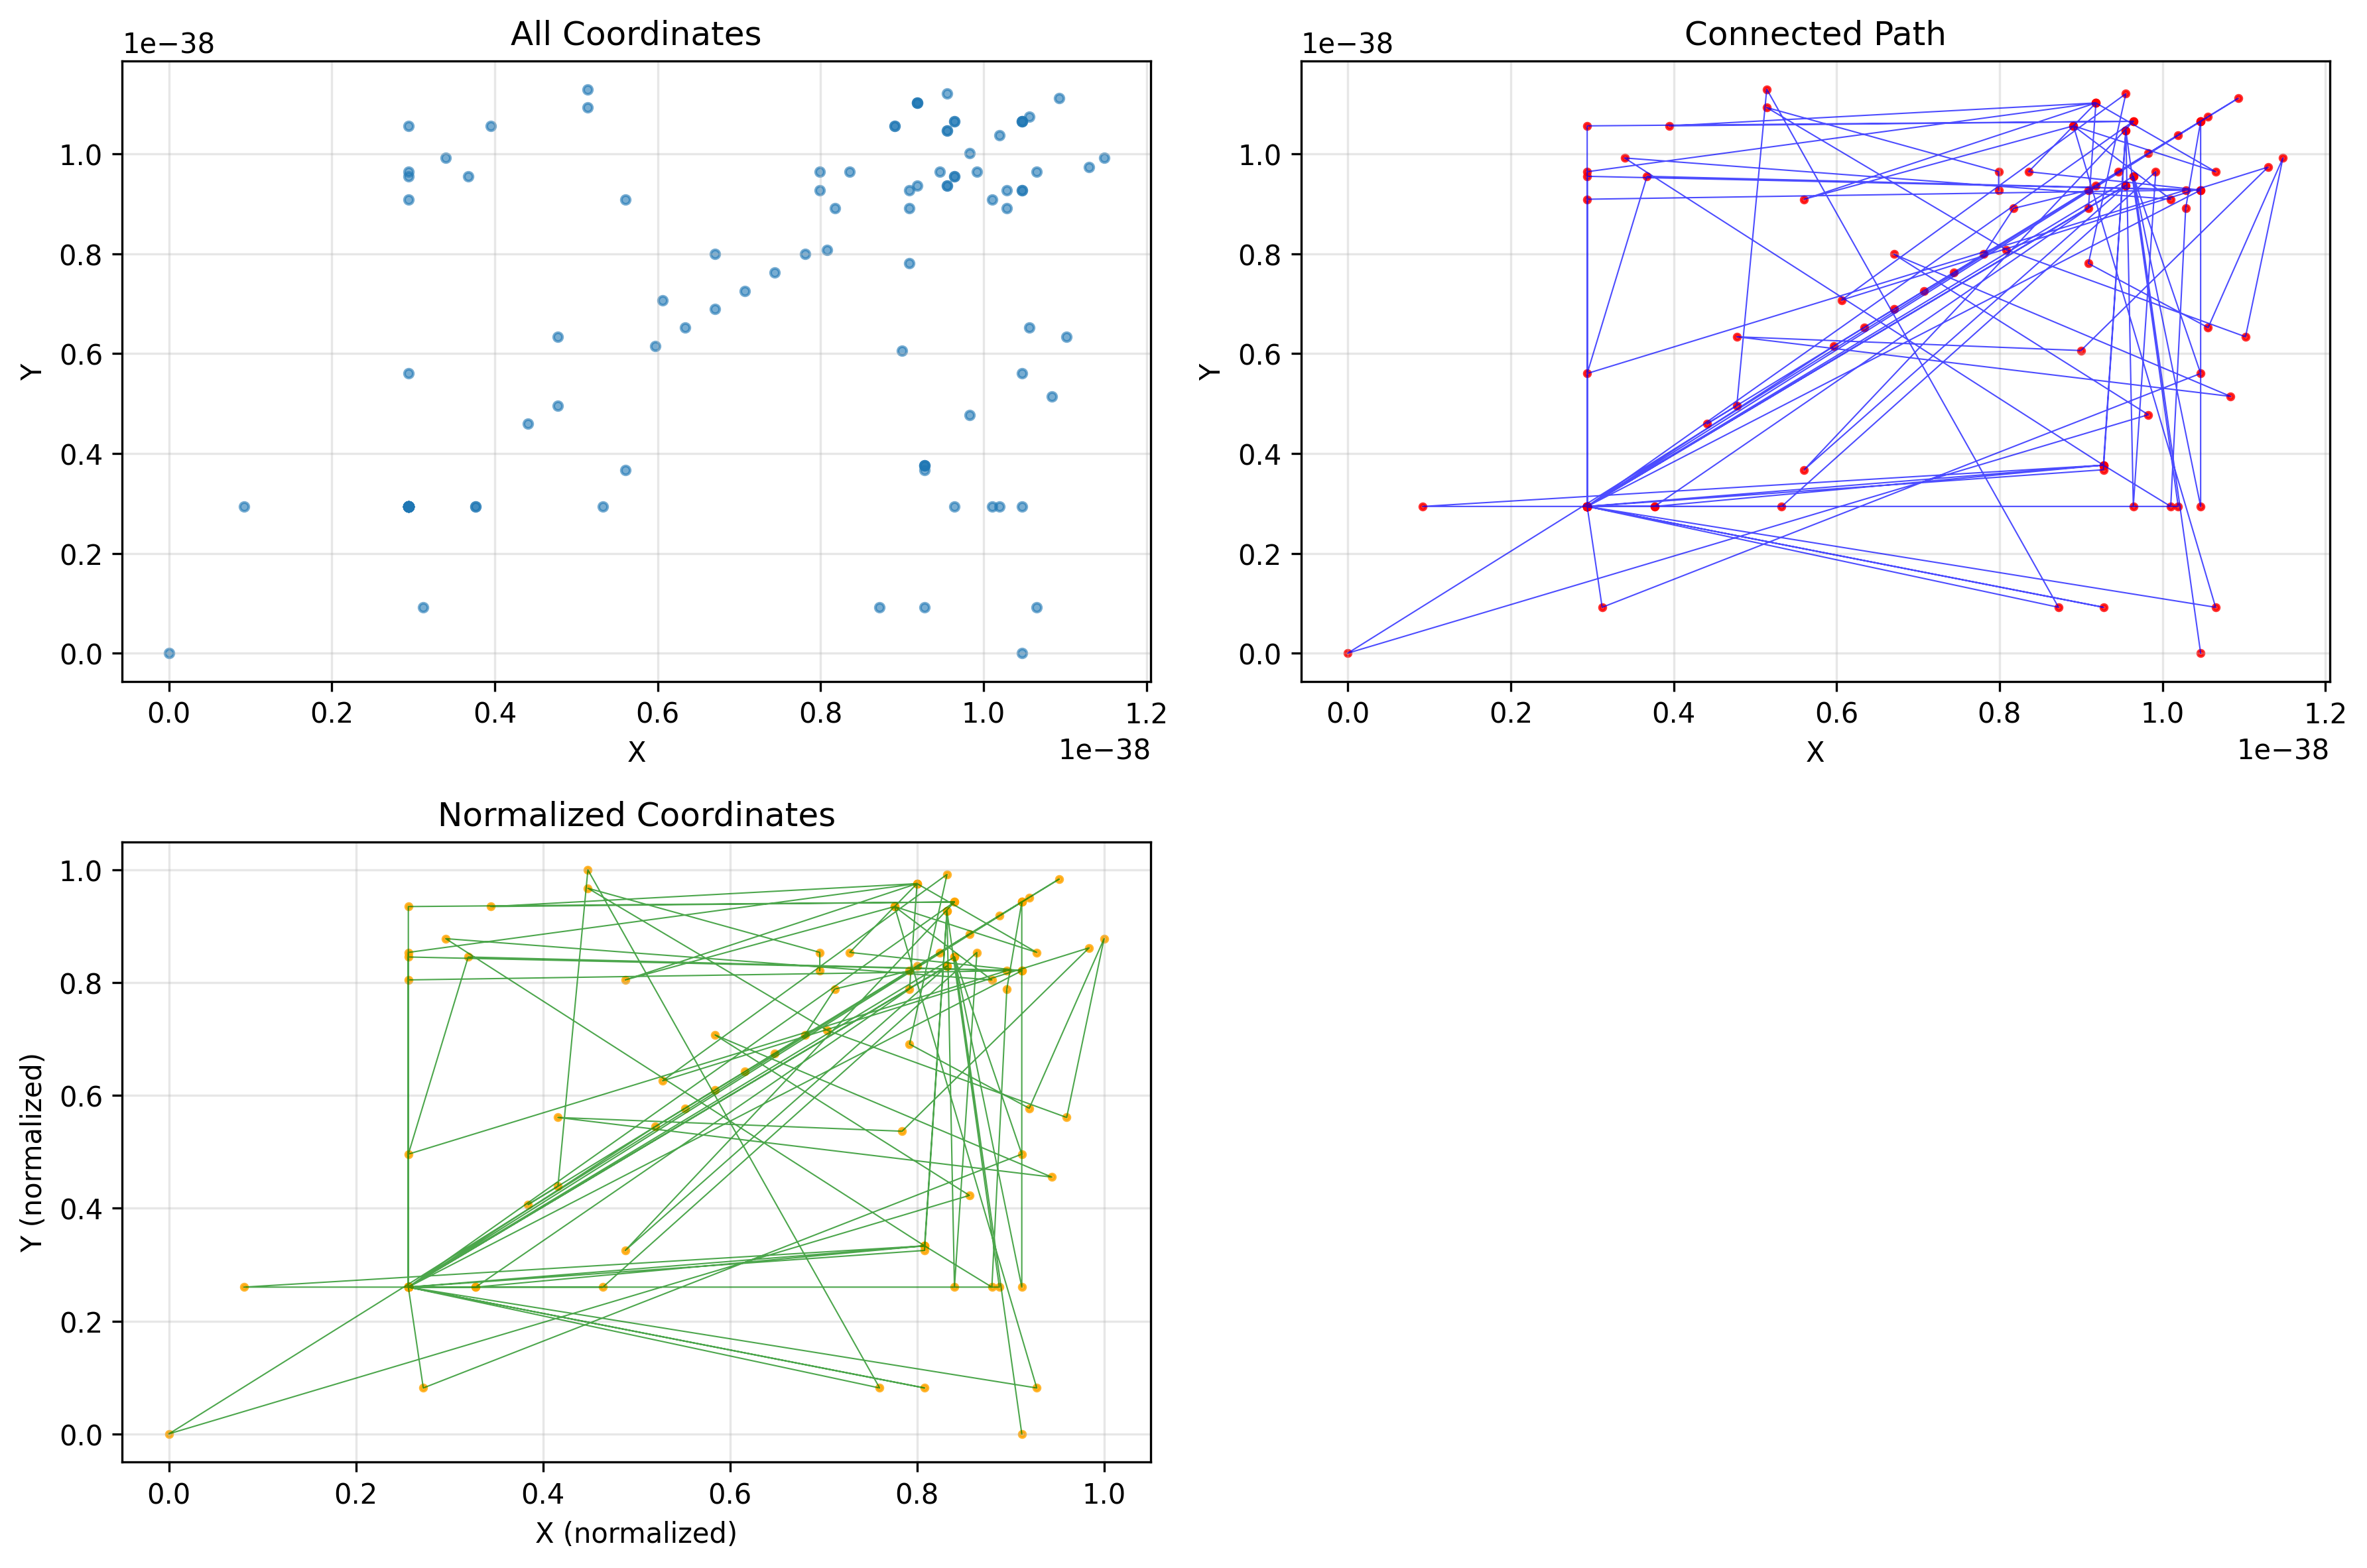 All Coordinates
1e−38
Y
1.0
0.8
0.6
0.4
0.2
0.0
0.0 0.2 0.4 0.6 0.8 1.0 1.2
X
1e−38
Connected Path
1e−38
Y
1.0
0.8
0.6
0.4
0.2
0.0
0.0 0.2 0.4 0.6 0.8 1.0 1.2
X
1e−38
Normalized Coordinates
Y (normalized)
1.0
0.8
0.6
0.4
0.2
0.0
0.0 0.2 0.4 0.6 0.8 1.0
X (normalized)